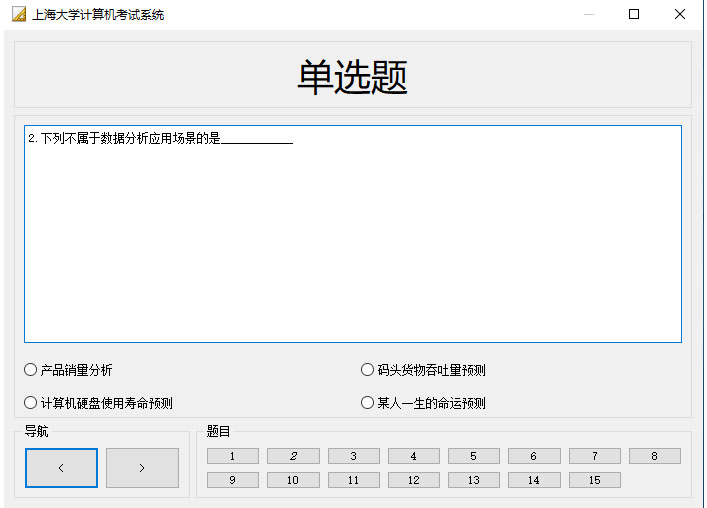 上海大学计算机考试系统
单选题
2. 下列不属于数据分析应用场景的是____________
产品销量分析 码头货物吞吐量预测
计算机硬盘使用寿命预测 某人一生的命运预测
导航 题目
< > 1 2 3 4 5 6 7 8
9 10 11 12 13 14 15